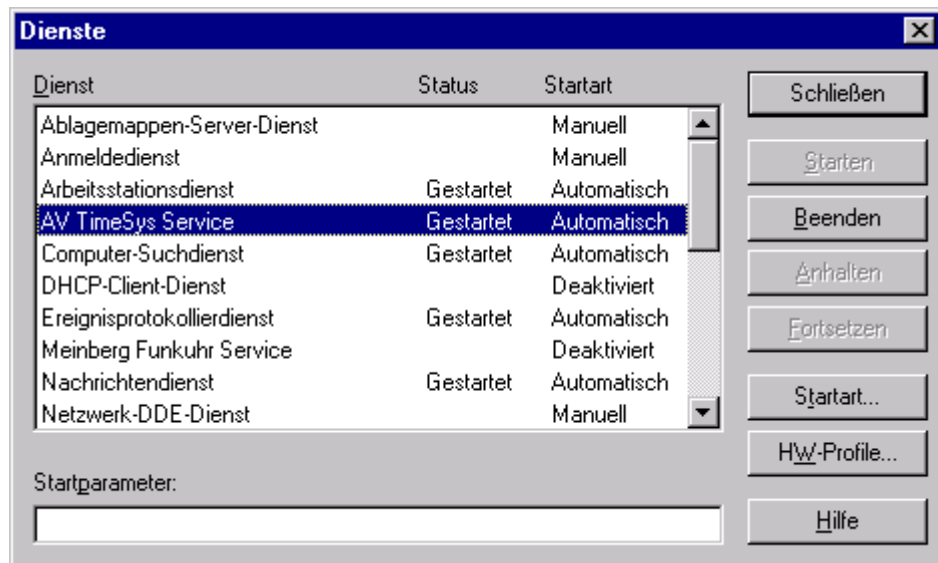 Dienste
Dienst Status Startart
Ablagemappen-Server-Dienst Manuell
Anmeldedienst Manuell
Arbeitsstationsdienst Gestartet Automatisch
AV TimeSys Service Gestartet Automatisch
Computer-Suchdienst Gestartet Automatisch
DHCP-Client-Dienst Deaktiviert
Ereignisprotokollierdienst Gestartet Automatisch
Meinberg Funkuhr Service Deaktiviert
Nachrichtendienst Gestartet Automatisch
Netzwerk-DDE-Dienst Manuell
Startparameter:
Schließen
Starten
Beenden
Anhalten
Fortsetzen
Startart...
HW-Profile...
Hilfe